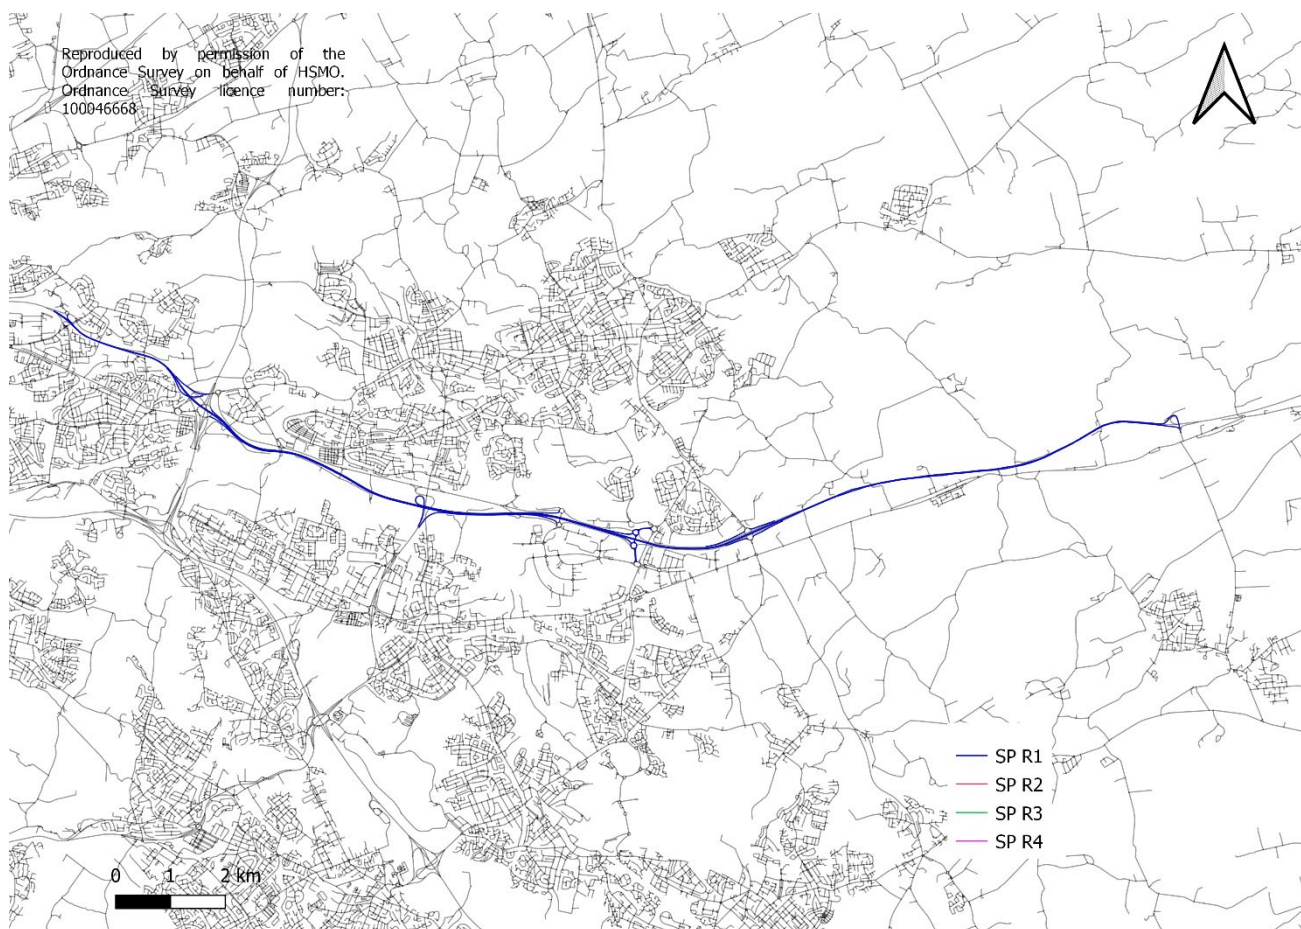 Reproduced by permission of the
Ordnance Survey on behalf of HSMO.
Ordnance Survey licence number:
100046668
SP R1
SP R2
SP R3
SP R4
0 1 2 km